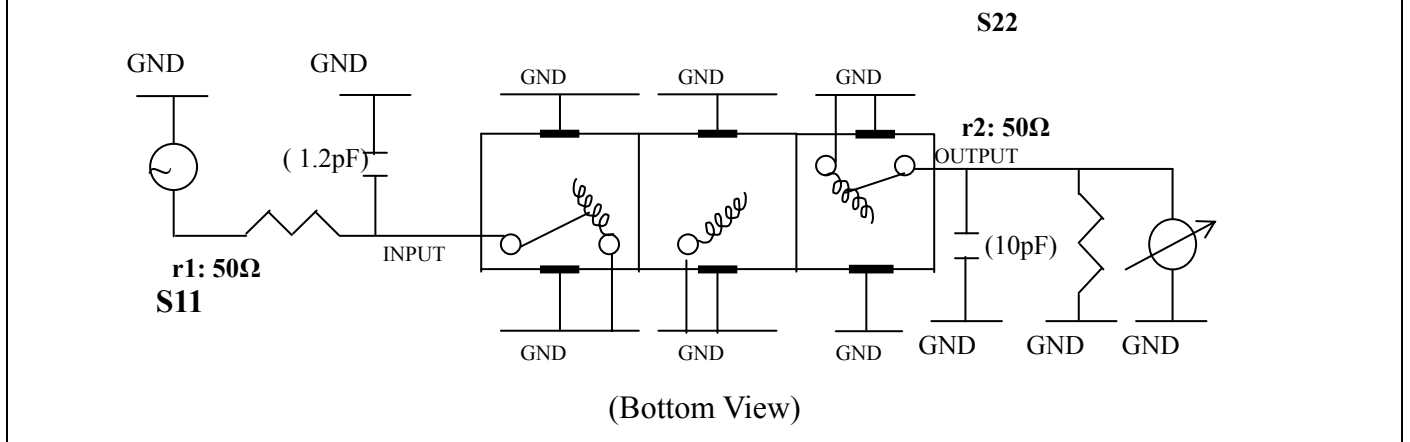 S22
GND
GND
GND
GND
GND
( 1.2pF)
r2: 50Ω
OUTPUT
INPUT
(10pF)
r1: 50Ω
S11
GND
GND
GND
GND
GND
GND
(Bottom View)